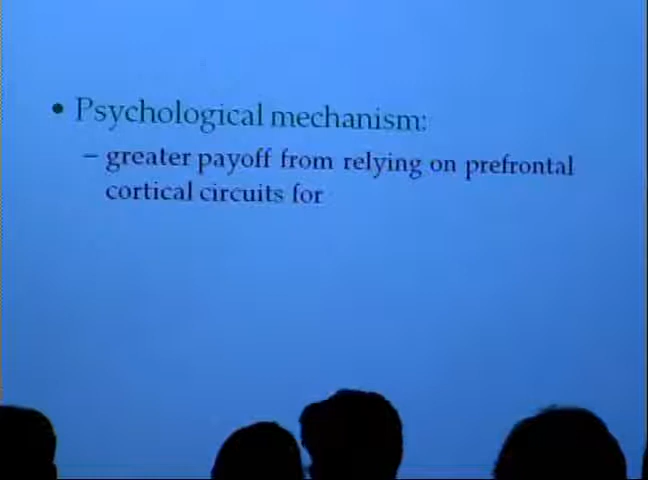 • Psychological mechanism:
– greater payoff from relying on prefrontal
cortical circuits for